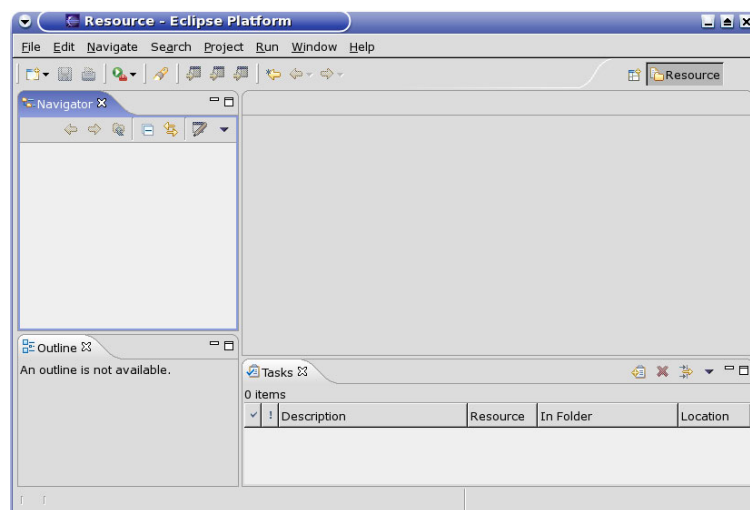 Resource - Eclipse Platform
File Edit Navigate Search Project Run Window Help
Resource
Navigator
Outline
An outline is not available.
Tasks
0 items
! Description Resource In Folder Location